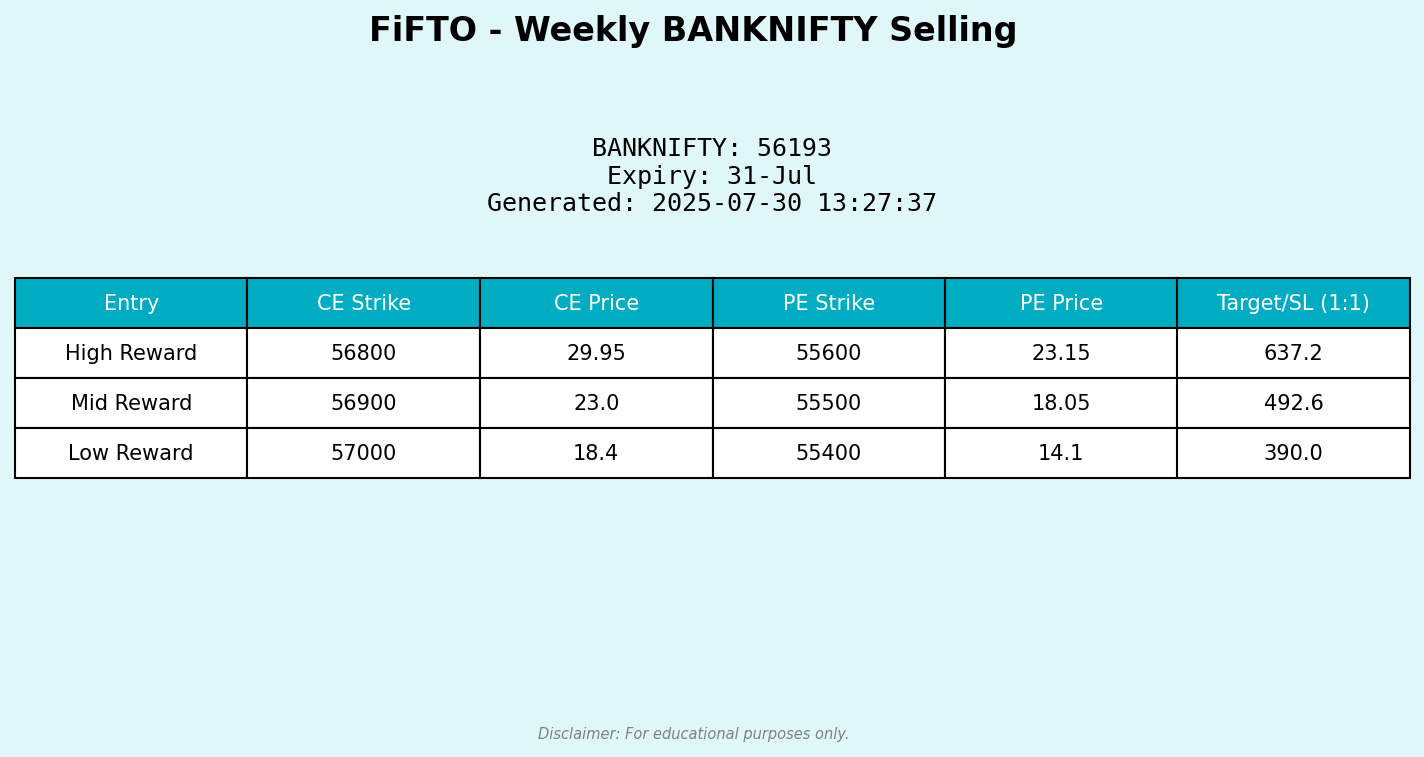 FiFTO - Weekly BANKNIFTY Selling
BANKNIFTY: 56193
Expiry: 31-Jul
Generated: 2025-07-30 13:27:37
Entry CE Strike CE Price PE Strike PE Price Target/SL (1:1)
High Reward 56800 29.95 55600 23.15 637.2
Mid Reward 56900 23.0 55500 18.05 492.6
Low Reward 57000 18.4 55400 14.1 390.0
Disclaimer: For educational purposes only.